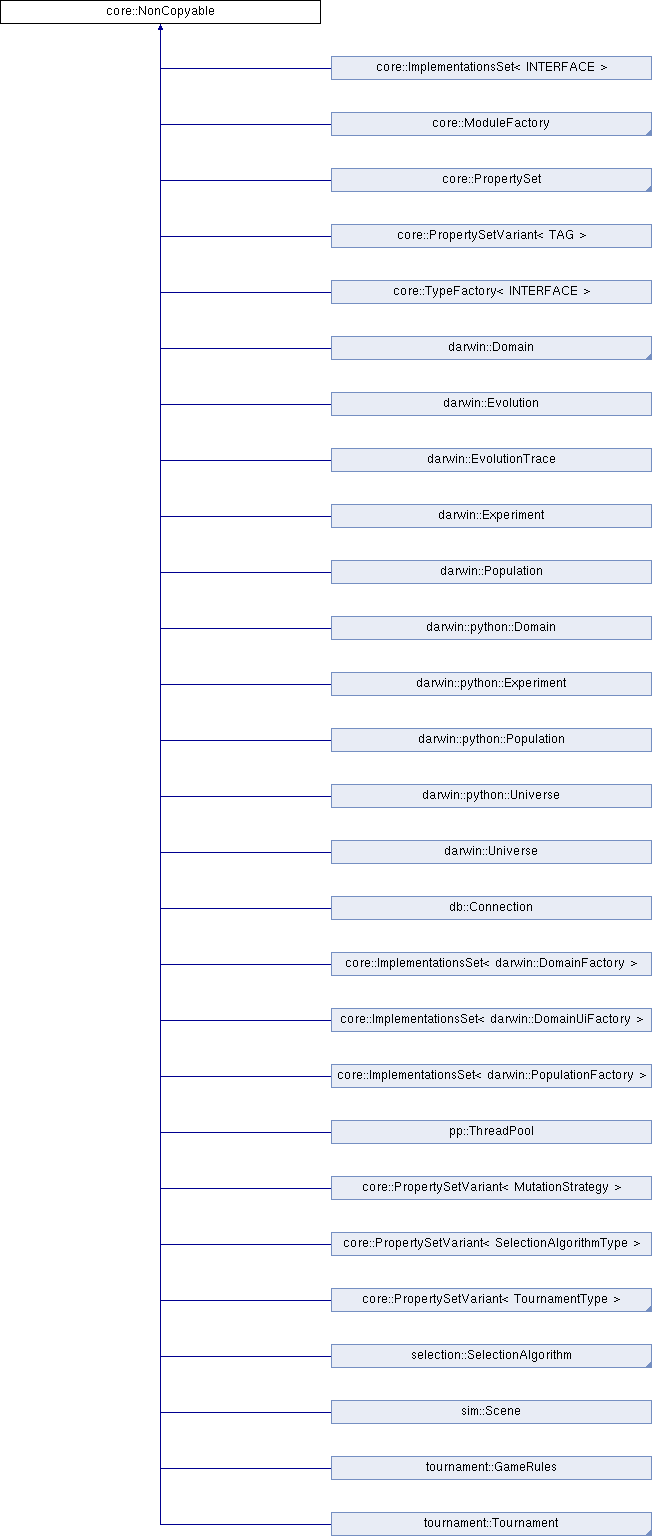 core::NonCopyable
core::ImplementationsSet< INTERFACE >
core::ModuleFactory
core::PropertySet
core::PropertySetVariant< TAG >
core::TypeFactory< INTERFACE >
darwin::Domain
darwin::Evolution
darwin::EvolutionTrace
darwin::Experiment
darwin::Population
darwin::python::Domain
darwin::python::Experiment
darwin::python::Population
darwin::python::Universe
darwin::Universe
db::Connection
core::ImplementationsSet< darwin::DomainFactory >
core::ImplementationsSet< darwin::DomainUiFactory >
core::ImplementationsSet< darwin::PopulationFactory >
pp::ThreadPool
core::PropertySetVariant< MutationStrategy >
core::PropertySetVariant< SelectionAlgorithmType >
core::PropertySetVariant< TournamentType >
selection::SelectionAlgorithm
sim::Scene
tournament::GameRules
tournament::Tournament